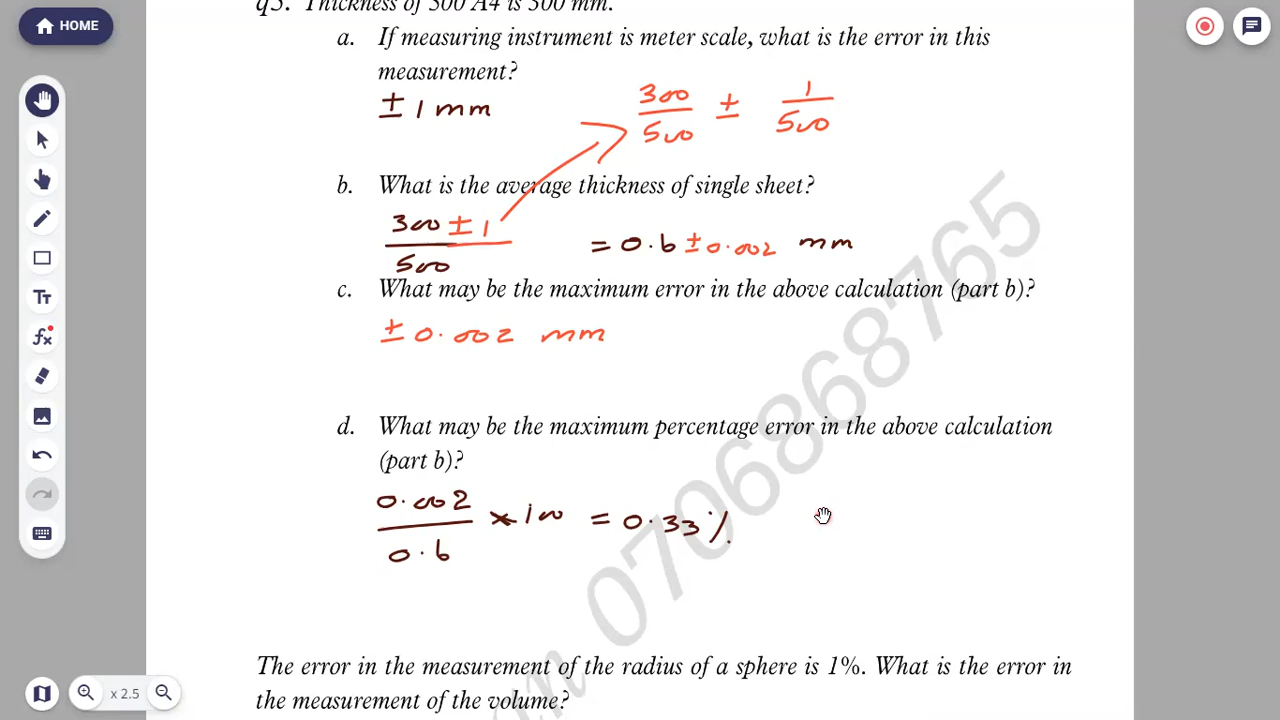 HOME
q5. Thickness of 500 A4 is 300 mm.
a. If measuring instrument is meter scale, what is the error in this
measurement?
± 1 mm
300/500 ± 1/500
b. What is the average thickness of single sheet?
300 ± 1 / 500 = 0.6 ± 0.002 mm
c. What may be the maximum error in the above calculation (part b)?
± 0.002 mm
d. What may be the maximum percentage error in the above calculation
(part b)?
0.002/0.6 × 100 = 0.33 %
The error in the measurement of the radius of a sphere is 1%. What is the error in
the measurement of the volume?
0706868765
x 2.5